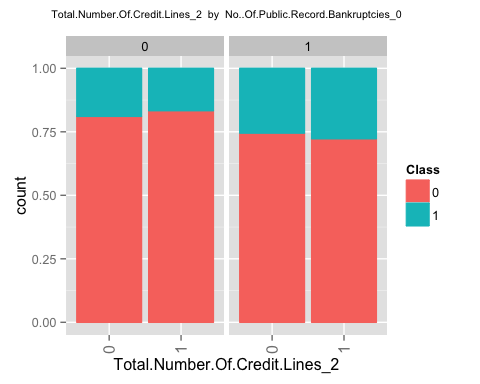 Total.Number.Of.Credit.Lines_2 by No..Of.Public.Record.Bankruptcies_0
0 1
1.00
0.75
0.50
0.25
0.00
count
0 1 0 1
Total.Number.Of.Credit.Lines_2
Class
0
1